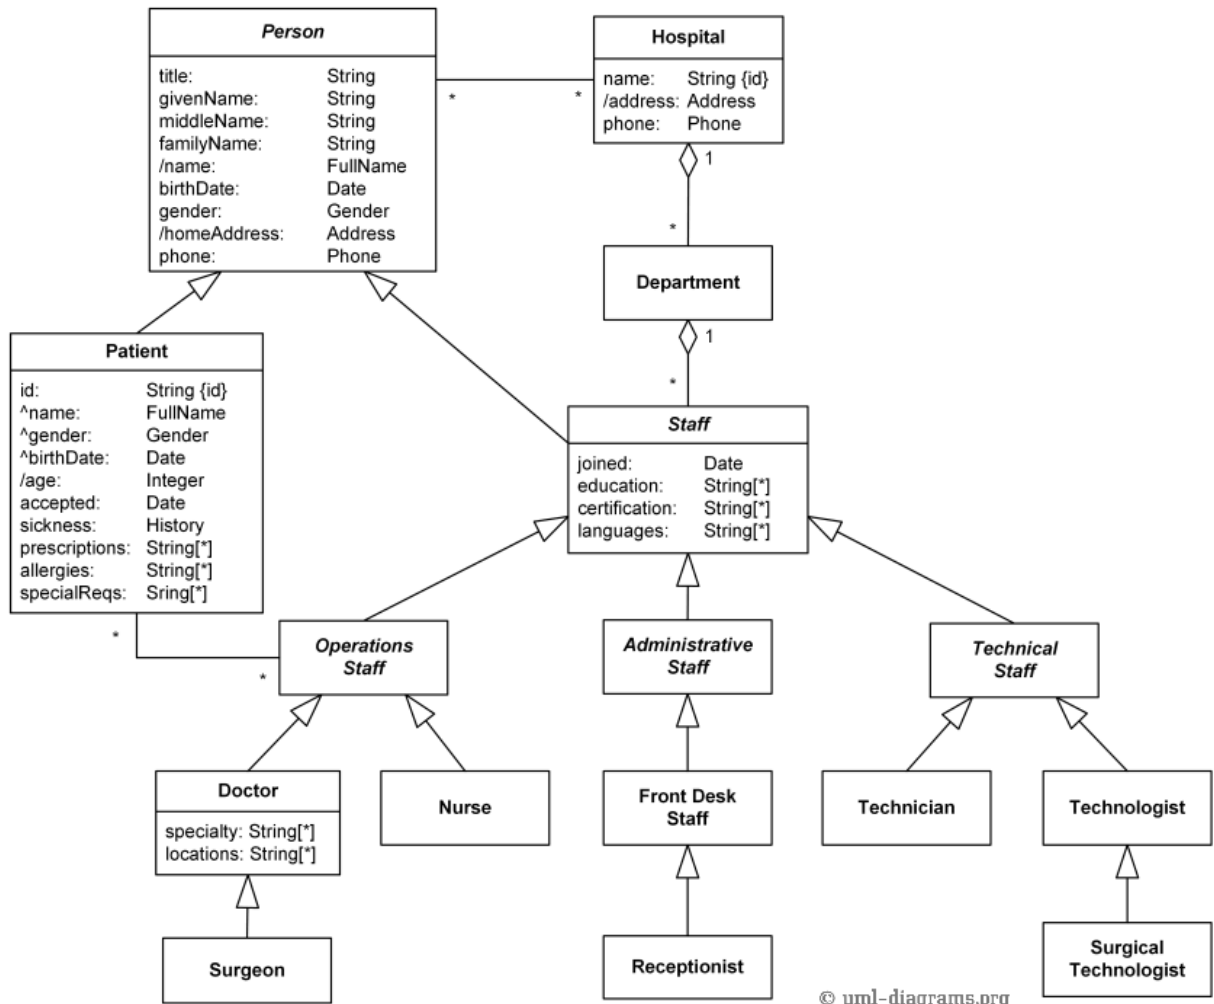 Person
title: String
givenName: String
middleName: String
familyName: String
/name: FullName
birthDate: Date
gender: Gender
/homeAddress: Address
phone: Phone
* *
Hospital
name: String {id}
/address: Address
phone: Phone
1
*
Department
1
*
Patient
id: String {id}
^name: FullName
^gender: Gender
^birthDate: Date
/age: Integer
accepted: Date
sickness: History
prescriptions: String[*]
allergies: String[*]
specialReqs: Sring[*]
*
*
Staff
joined: Date
education: String[*]
certification: String[*]
languages: String[*]
Operations
Staff
Administrative
Staff
Technical
Staff
Doctor
specialty: String[*]
locations: String[*]
Nurse
Front Desk
Staff
Technician
Technologist
Surgeon
Receptionist
Surgical
Technologist
© uml-diagrams.org